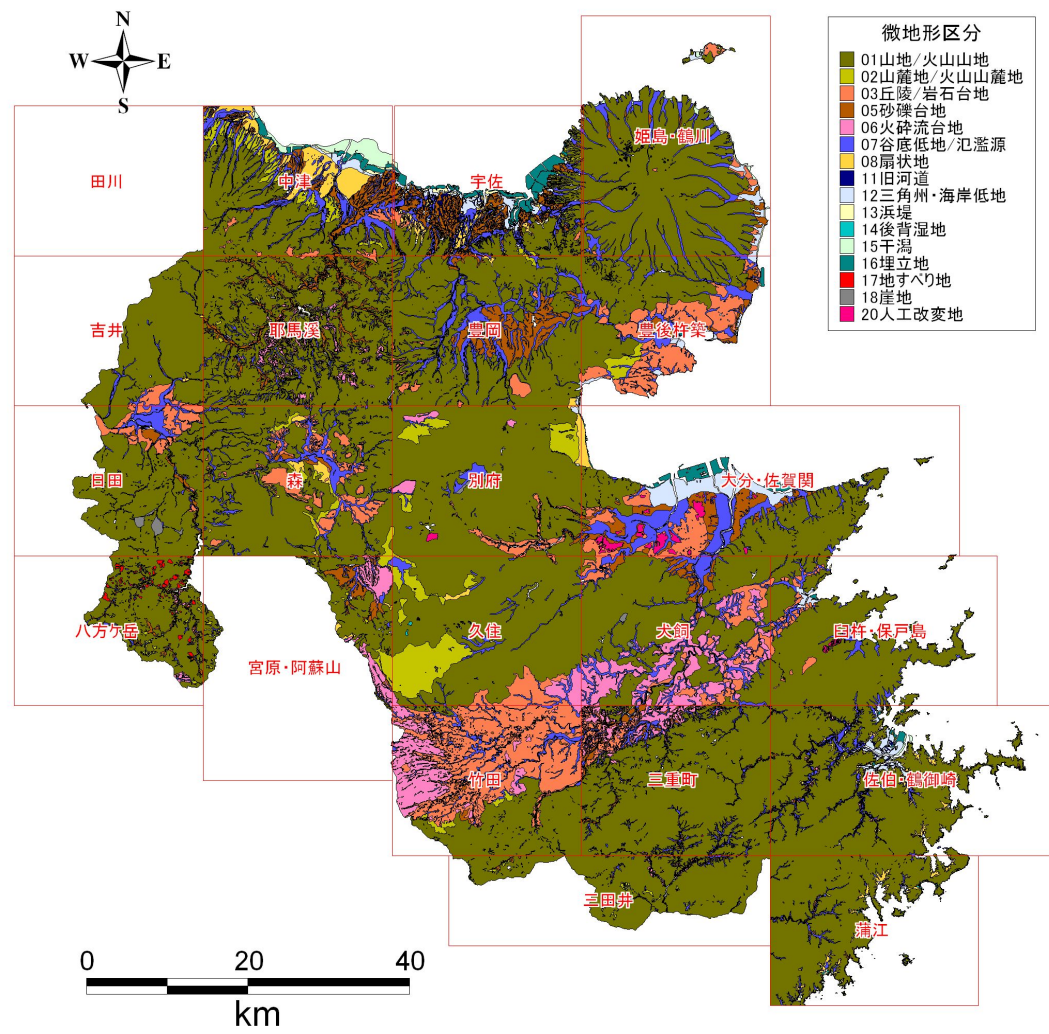 N
W E
S
微地形区分
01山地/火山山地
02山麓地/火山山麓地
03丘陵/岩石台地
05砂礫台地
06火砕流台地
07谷底低地/氾濫源
08扇状地
11旧河道
12三角州・海岸低地
13浜堤
14後背湿地
15干潟
16埋立地
17地すべり地
18崖地
20人工改変地
姫島・鶴川
田川
中津
宇佐
吉井
耶馬溪
豊岡
豊後杵築
日田
森
別府
大分・佐賀関
八方ケ岳
宮原・阿蘇山
久住
犬飼
臼杵・保戸島
竹田
三重町
佐伯・鶴御崎
三田井
蒲江
0 20 40
km